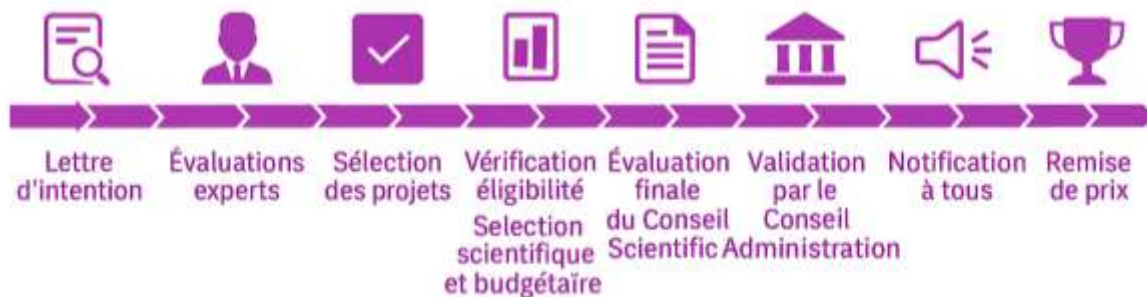 Lettre
d'intention
Évaluations
experts
Sélection
des projets
Vérification
éligibilité
Selection
scientifique
et budgétaïre
Évaluation
finale
du Conseil
Scientific
Validation
par le
Conseil
Administration
Notification
à tous
Remise
de prix